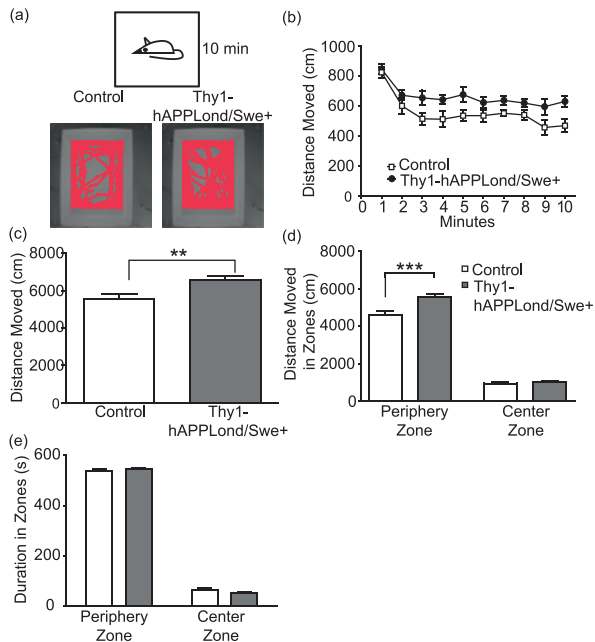 (a)
10 min
Control
Thy1-
hAPPLond/Swe+
(b)
Distance Moved (cm)
1000
800
600
400
200
0
0 1 2 3 4 5 6 7 8 9 10
Minutes
Control
Thy1-hAPPLond/Swe+
(c)
Distance Moved (cm)
8000
6000
4000
2000
0
**
Control
Thy1-
hAPPLond/Swe+
(d)
Distance Moved
in Zones (cm)
8000
6000
4000
2000
0
***
Control
Thy1-
hAPPLond/Swe+
Periphery
Zone
Center
Zone
(e)
Duration in Zones (s)
600
400
200
0
Periphery
Zone
Center
Zone